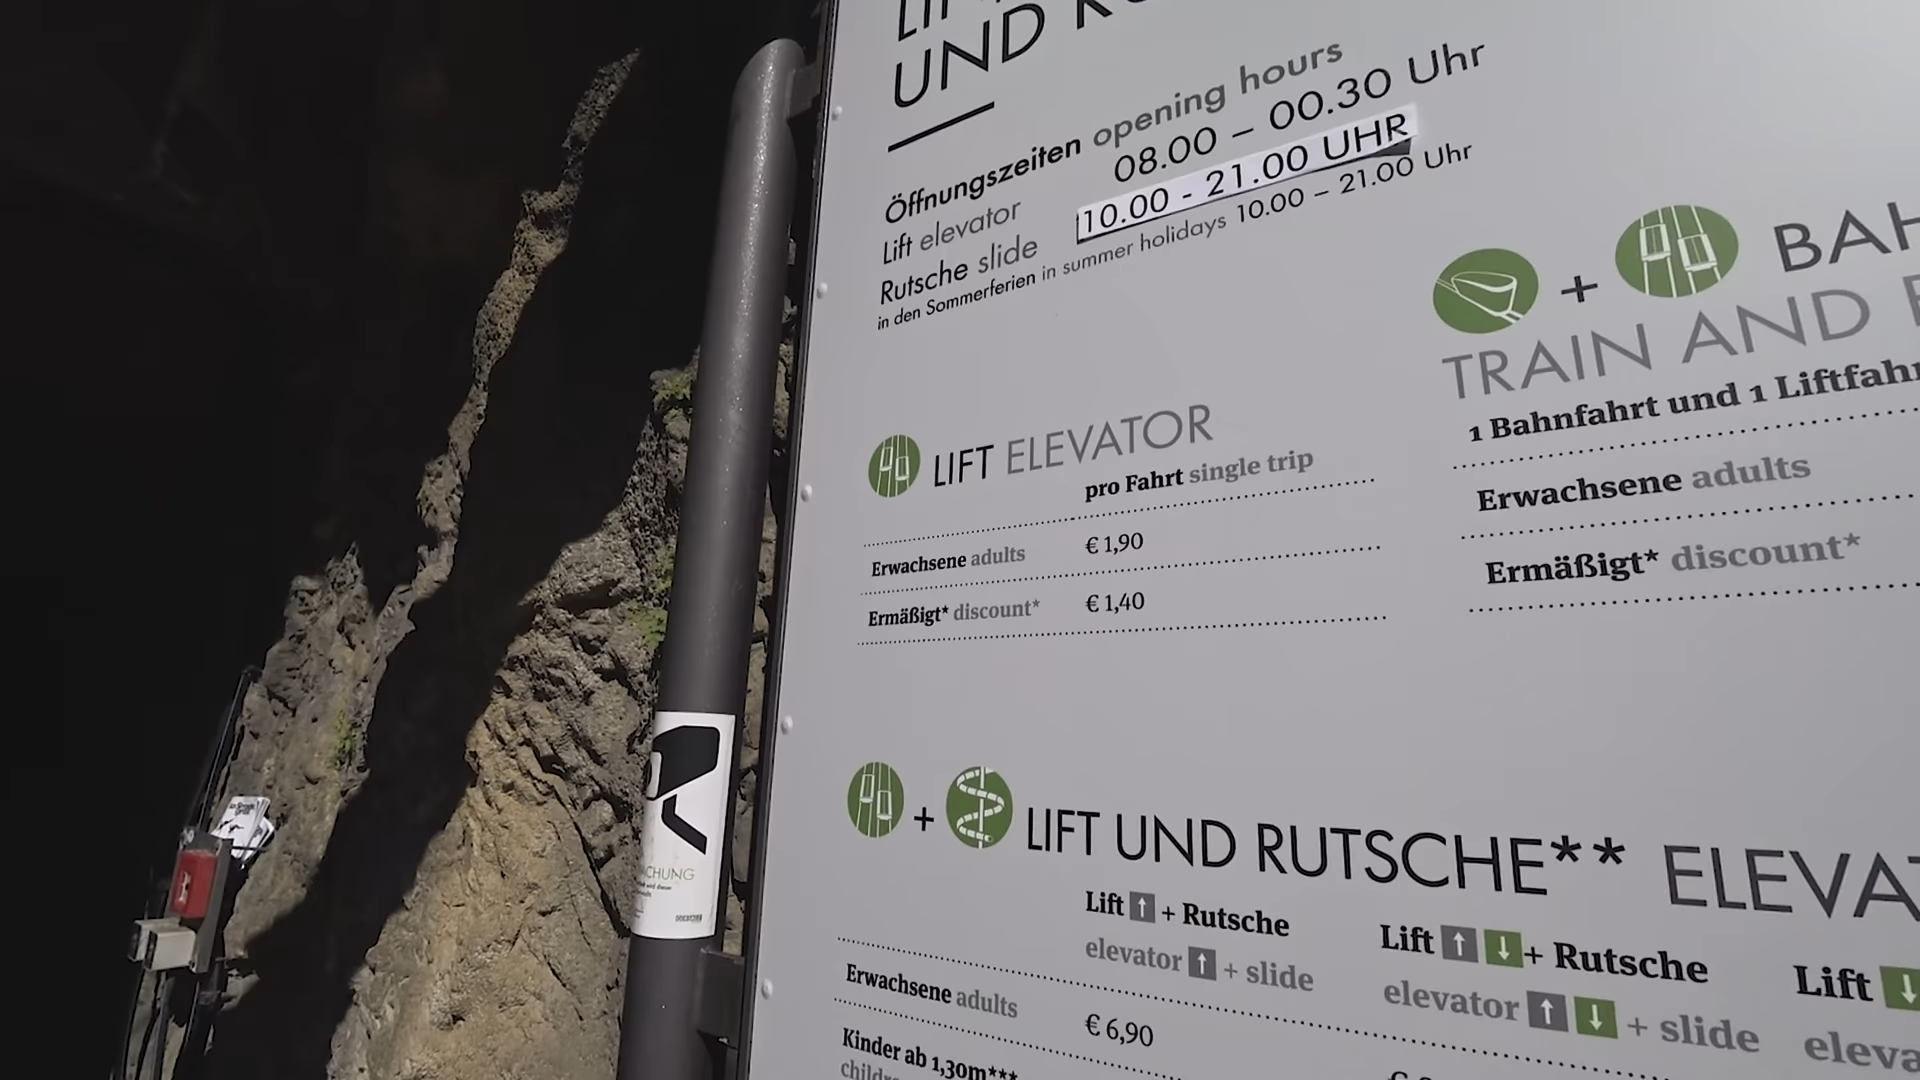 UND
Öffnungszeiten opening hours
Lift elevator 08.00 – 00.30 Uhr
Rutsche slide 10.00 - 21.00 UHR
in den Sommerferien in summer holidays 10.00 – 21.00 Uhr
LIFT ELEVATOR
pro Fahrt single trip
Erwachsene adults € 1,90
Ermäßigt* discount* € 1,40
+ BAH
TRAIN AND
1 Bahnfahrt und 1 Liftfahr
Erwachsene adults
Ermäßigt* discount*
+ LIFT UND RUTSCHE** ELEVA
Lift ↑ + Rutsche
elevator ↑ + slide
Lift ↑ ↓ + Rutsche
elevator ↑ ↓ + slide
Lift ↓
eleva
Erwachsene adults € 6,90
Kinder ab 1,30m***
childr
CHUNG